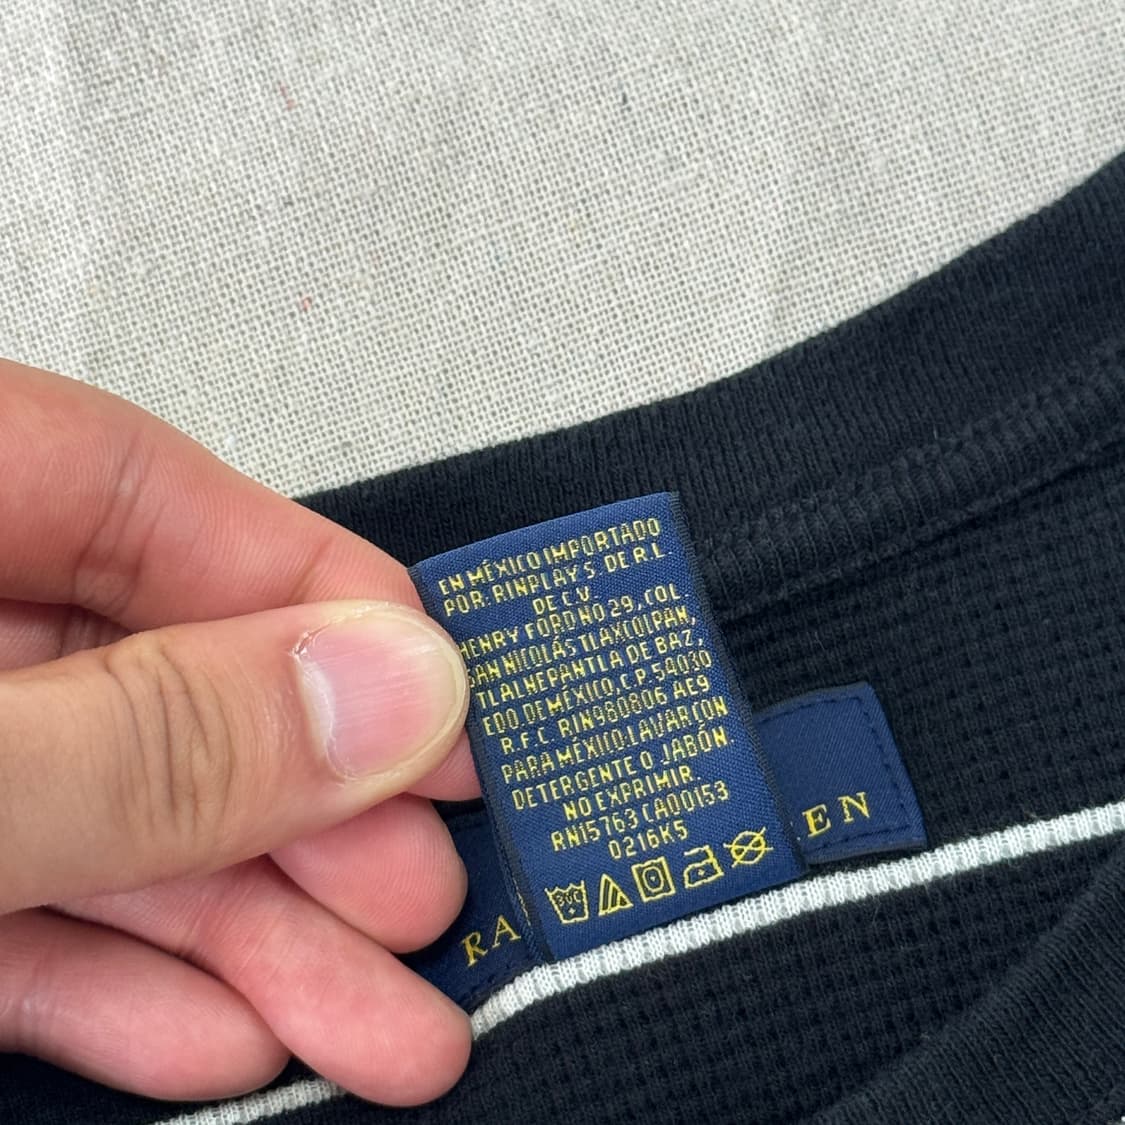 EN MÉXICO IMPORTADO
POR: RINPLAY S. DE R.L.
DE C.V.
HENRY FORD NO 29, COL
SAN NICOLÁS TLAXCOLPAN,
TLALNEPANTLA DE BAZ,
EDO. DE MÉXICO, C.P. 54030
R.F.C RIN980806 AE9
PARA MÉXICO: LAVAR CON
DETERGENTE O JABÓN.
NO EXPRIMIR.
RN15763 CA00153
0216K5
30C
RA
EN